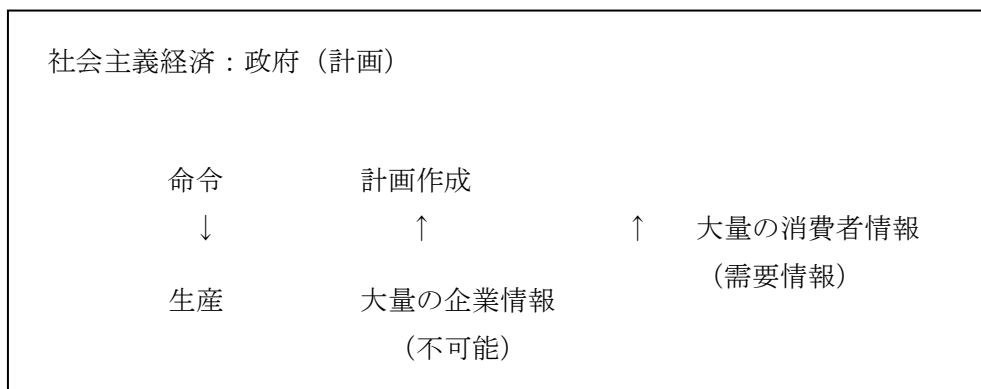 社会主義経済：政府（計画）
命令 計画作成
↓ ↑ ↑ 大量の消費者情報
（需要情報）
生産 大量の企業情報
（不可能）